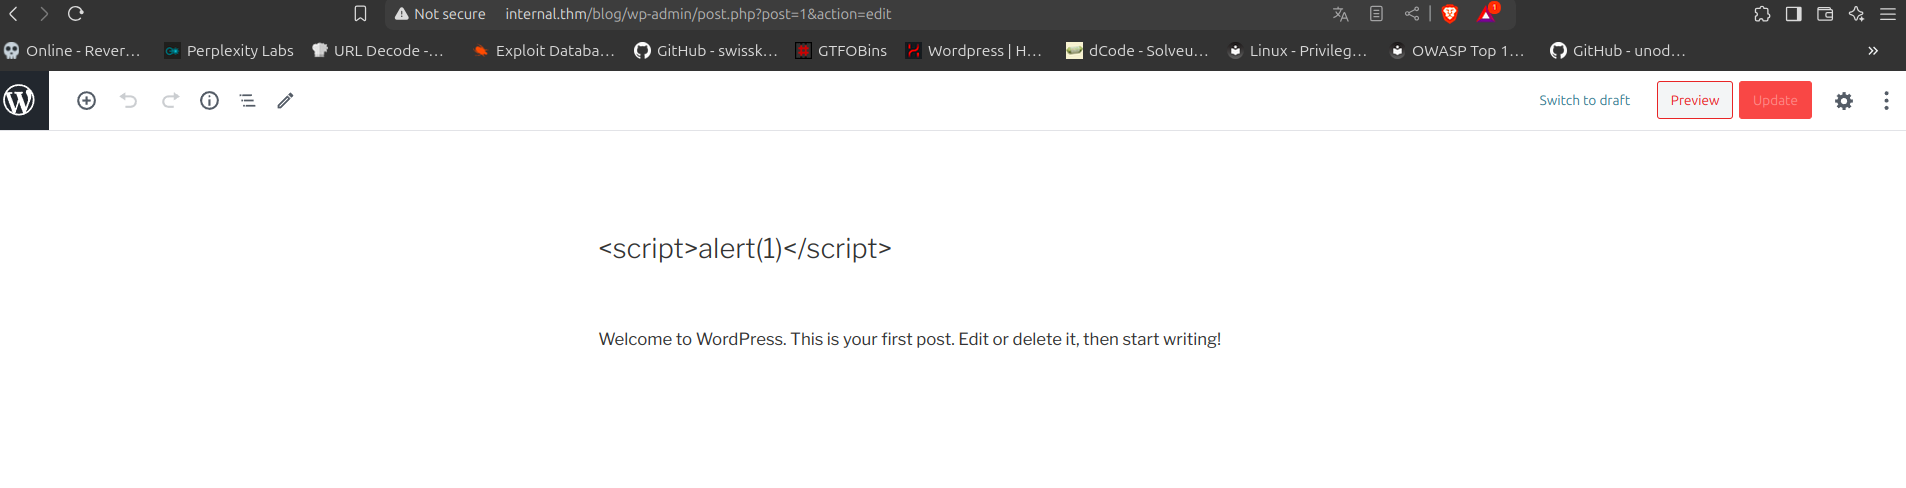 Not secure internal.thm/blog/wp-admin/post.php?post=1&action=edit 1
Online - Rever... Perplexity Labs URL Decode -... Exploit Databa... GitHub - swissk... GTFOBins Wordpress | H... dCode - Solveu... Linux - Privileg... OWASP Top 1... GitHub - unod... »
Switch to draft Preview Update
<script>alert(1)</script>
Welcome to WordPress. This is your first post. Edit or delete it, then start writing!